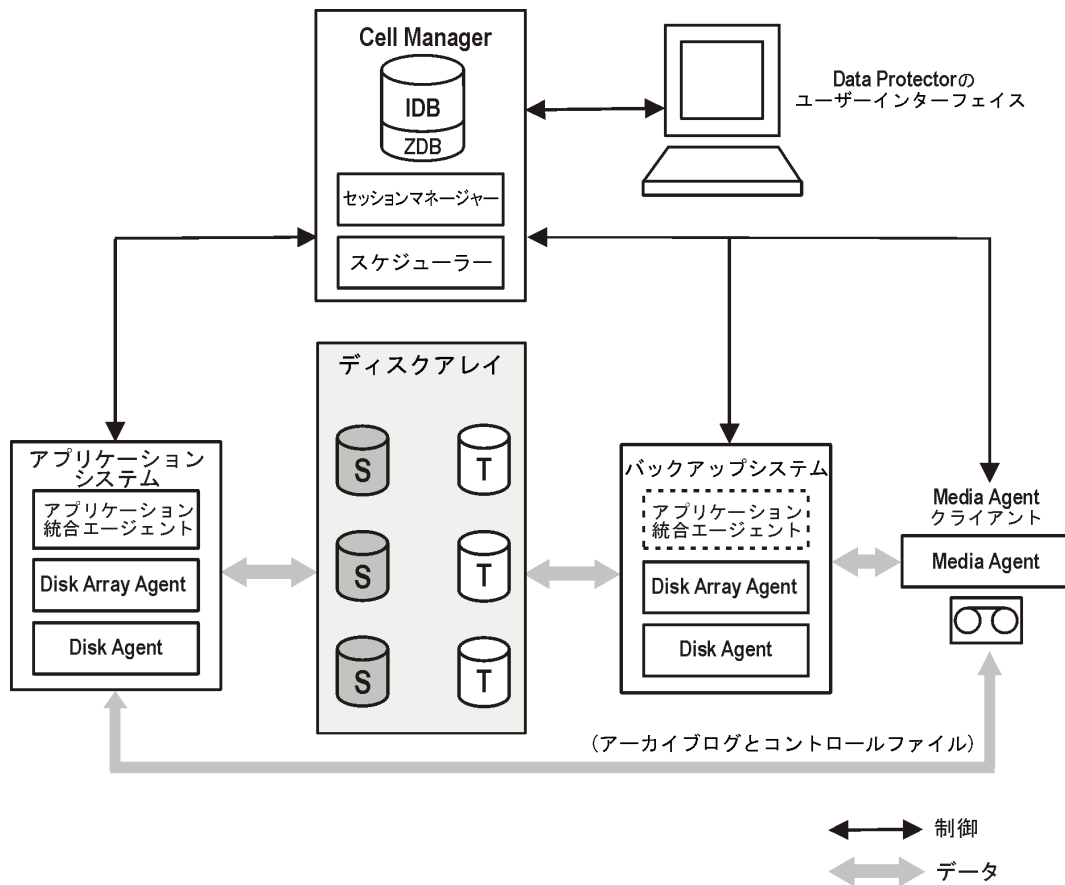 Cell Manager
IDB
ZDB
セッションマネージャー
スケジューラー
Data Protectorの
ユーザーインターフェイス
ディスクアレイ
S
T
S
T
S
T
アプリケーション
システム
アプリケーション
統合エージェント
Disk Array Agent
Disk Agent
バックアップシステム
アプリケーション
統合エージェント
Disk Array Agent
Disk Agent
Media Agent
クライアント
Media Agent
(アーカイブログとコントロールファイル)
制御
データ